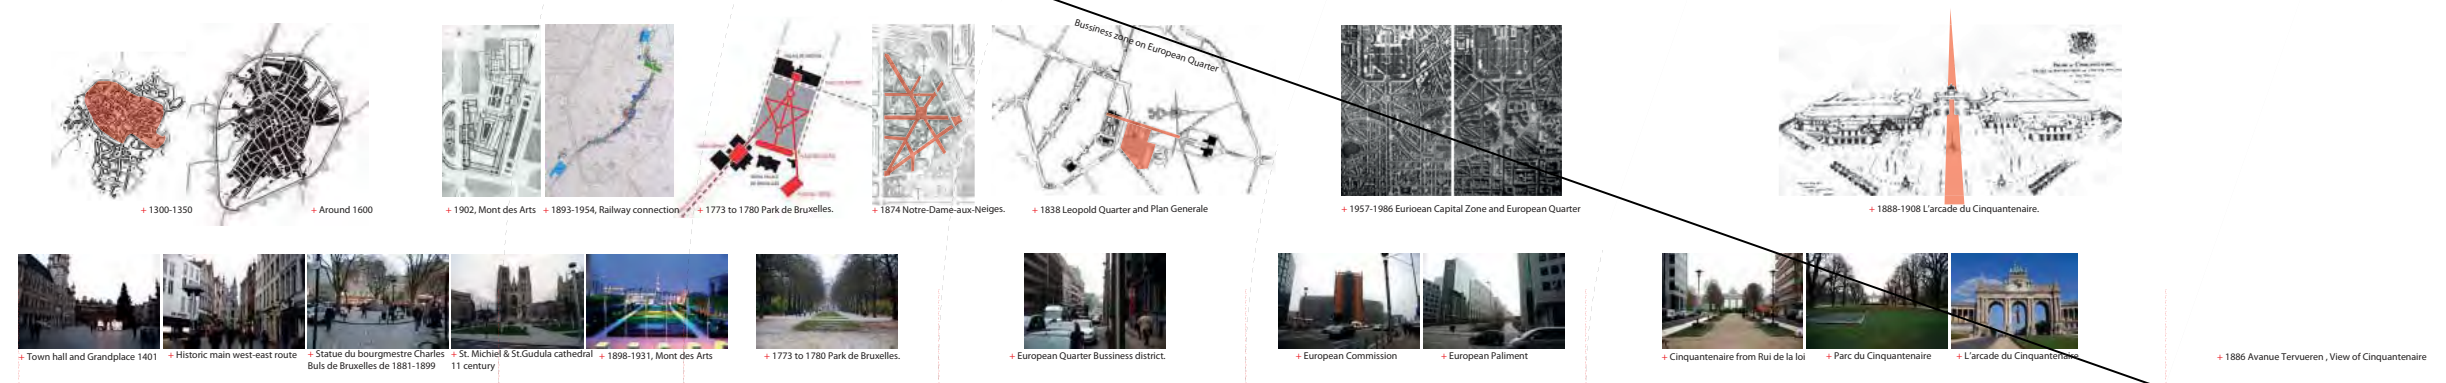 Bussiness zone on European Quarter
+ 1300-1350
+ Around 1600
+ 1902, Mont des Arts
+ 1893-1954, Railway connection
+ 1773 to 1780 Park de Bruxelles.
+ 1874 Notre-Dame-aux-Neiges.
+ 1838 Leopold Quarter and Plan Generale
+ 1957-1986 Eurioean Capital Zone and European Quarter
+ 1888-1908 L'arcade du Cinquantenaire.
+ Town hall and Grandplace 1401
+ Historic main west-east route
+ Statue du bourgmestre Charles
Buls de Bruxelles de 1881-1899
+ St. Michiel & St.Gudula cathedral
11 century
+ 1898-1931, Mont des Arts
+ 1773 to 1780 Park de Bruxelles.
+ European Quarter Bussiness district.
+ European Commission
+ European Paliment
+ Cinquantenaire from Rui de la loi
+ Parc du Cinquantenaire
+ L'arcade du Cinquantenaire
+ 1886 Avanue Tervueren , View of Cinquantenaire